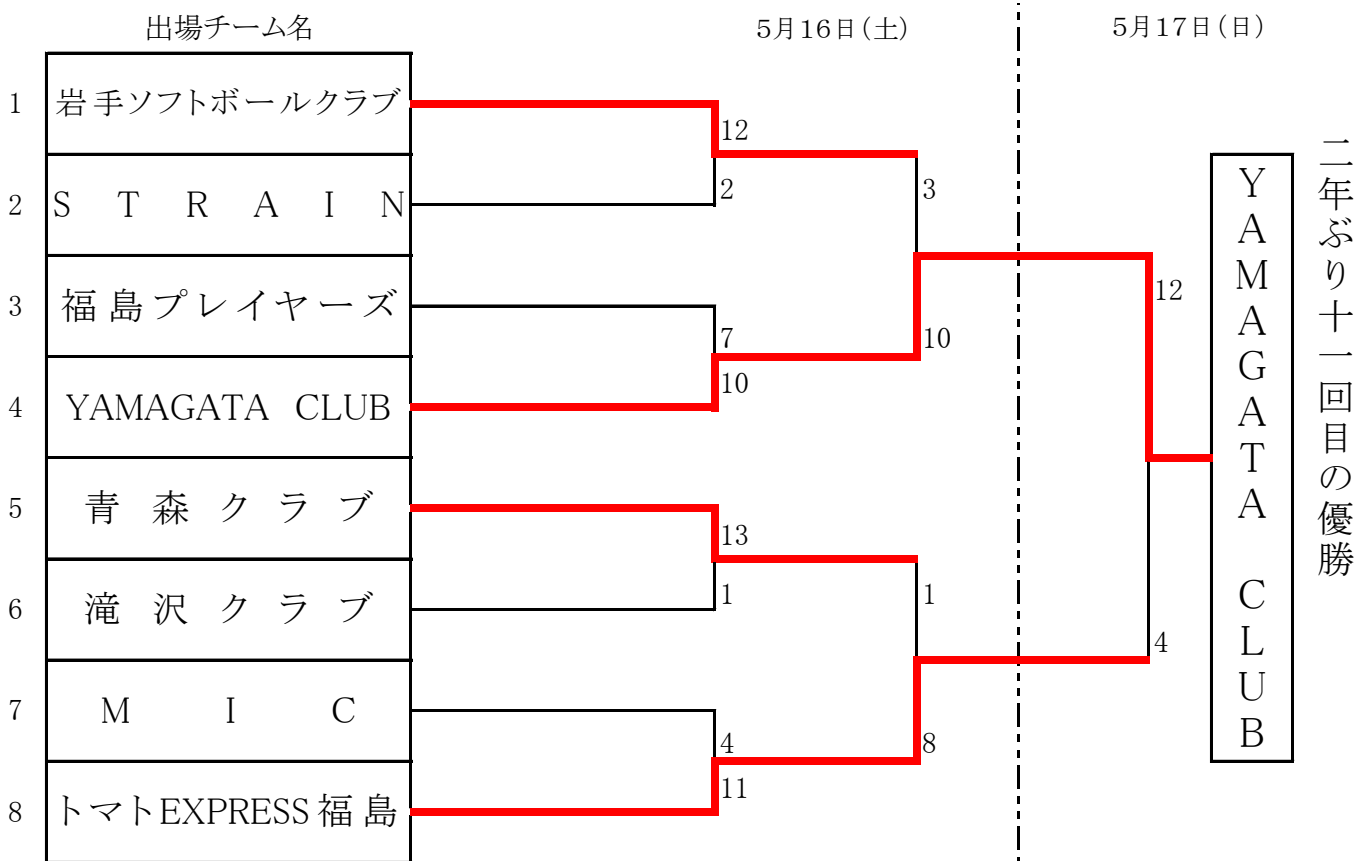 出場チーム名 5月16日(土) 5月17日(日)
1 岩手ソフトボールクラブ
12
2 STRAIN
2
3
3 福島プレイヤーズ
7
10
4 YAMAGATA CLUB
10
12
5 青森クラブ
13
6 滝沢クラブ
1
1
7 MIC
4
8
8 トマトEXPRESS福島
11
4
YAMAGATA CLUB
二年ぶり十一回目の優勝